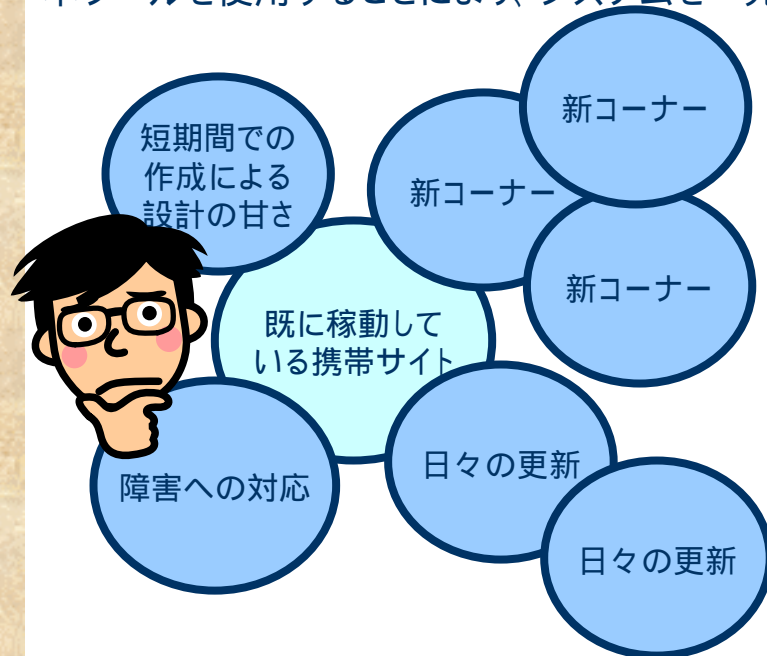 新コーナー
短期間での
作成による
設計の甘さ
新コーナー
新コーナー
既に稼動して
いる携帯サイト
日々の更新
障害への対応
日々の更新